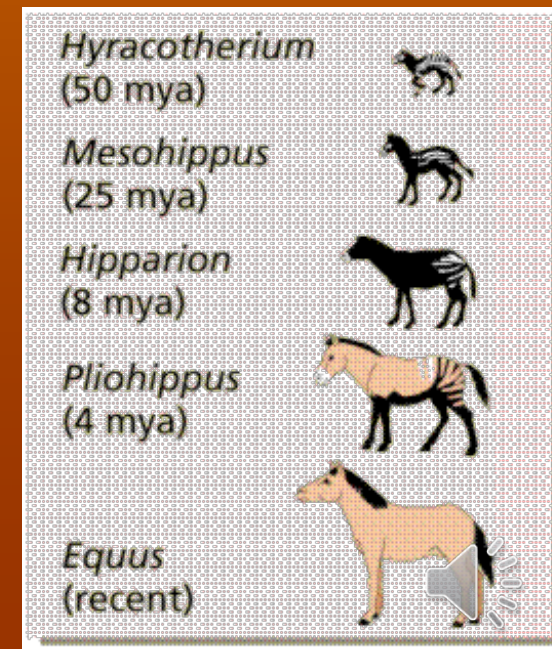 Hyracotherium
(50 mya)
Mesohippus
(25 mya)
Hipparion
(8 mya)
Pliohippus
(4 mya)
Equus
(recent)